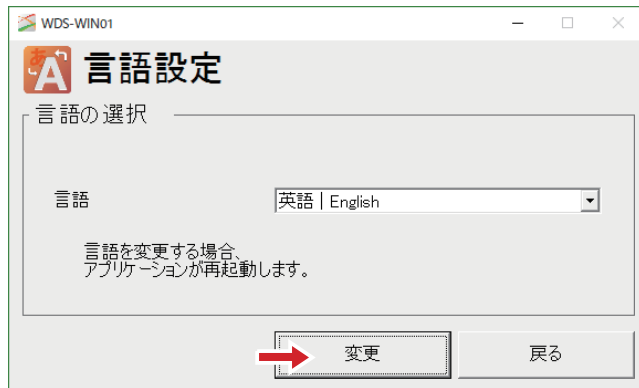 WDS-WIN01
あA 言語設定
言語の選択
言語
英語 | English
言語を変更する場合、
アプリケーションが再起動します。
変更
戻る